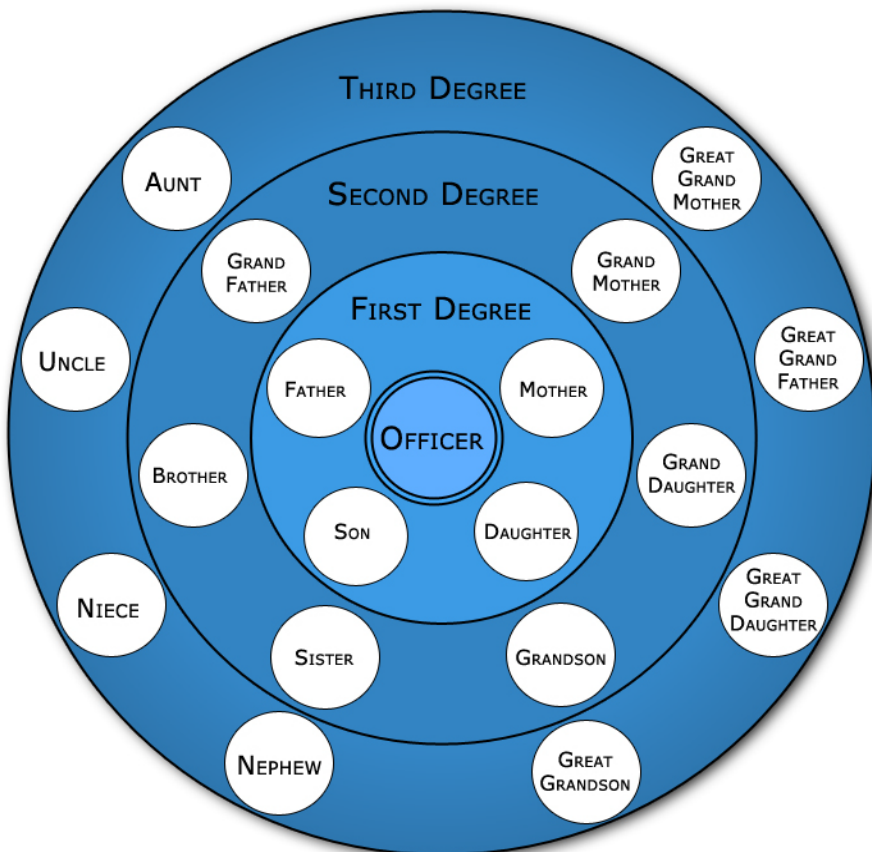 THIRD DEGREE
AUNT
GREAT
GRAND
MOTHER
SECOND DEGREE
GRAND
FATHER
GRAND
MOTHER
FIRST DEGREE
UNCLE
GREAT
GRAND
FATHER
FATHER
MOTHER
OFFICER
BROTHER
GRAND
DAUGHTER
SON
DAUGHTER
NIECE
GREAT
GRAND
DAUGHTER
SISTER
GRANDSON
NEPHEW
GREAT
GRANDSON